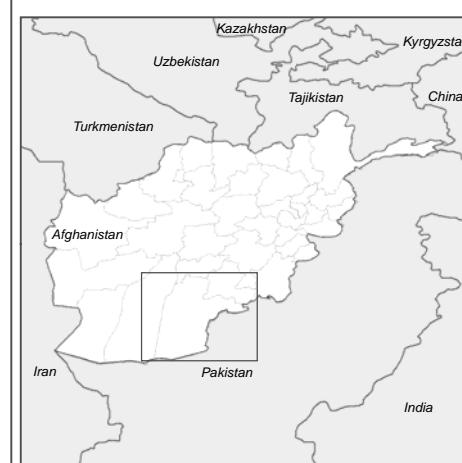 Kazakhstan
Kyrgyzsta
Uzbekistan
Tajikistan
China
Turkmenistan
Afghanistan
Iran
Pakistan
India